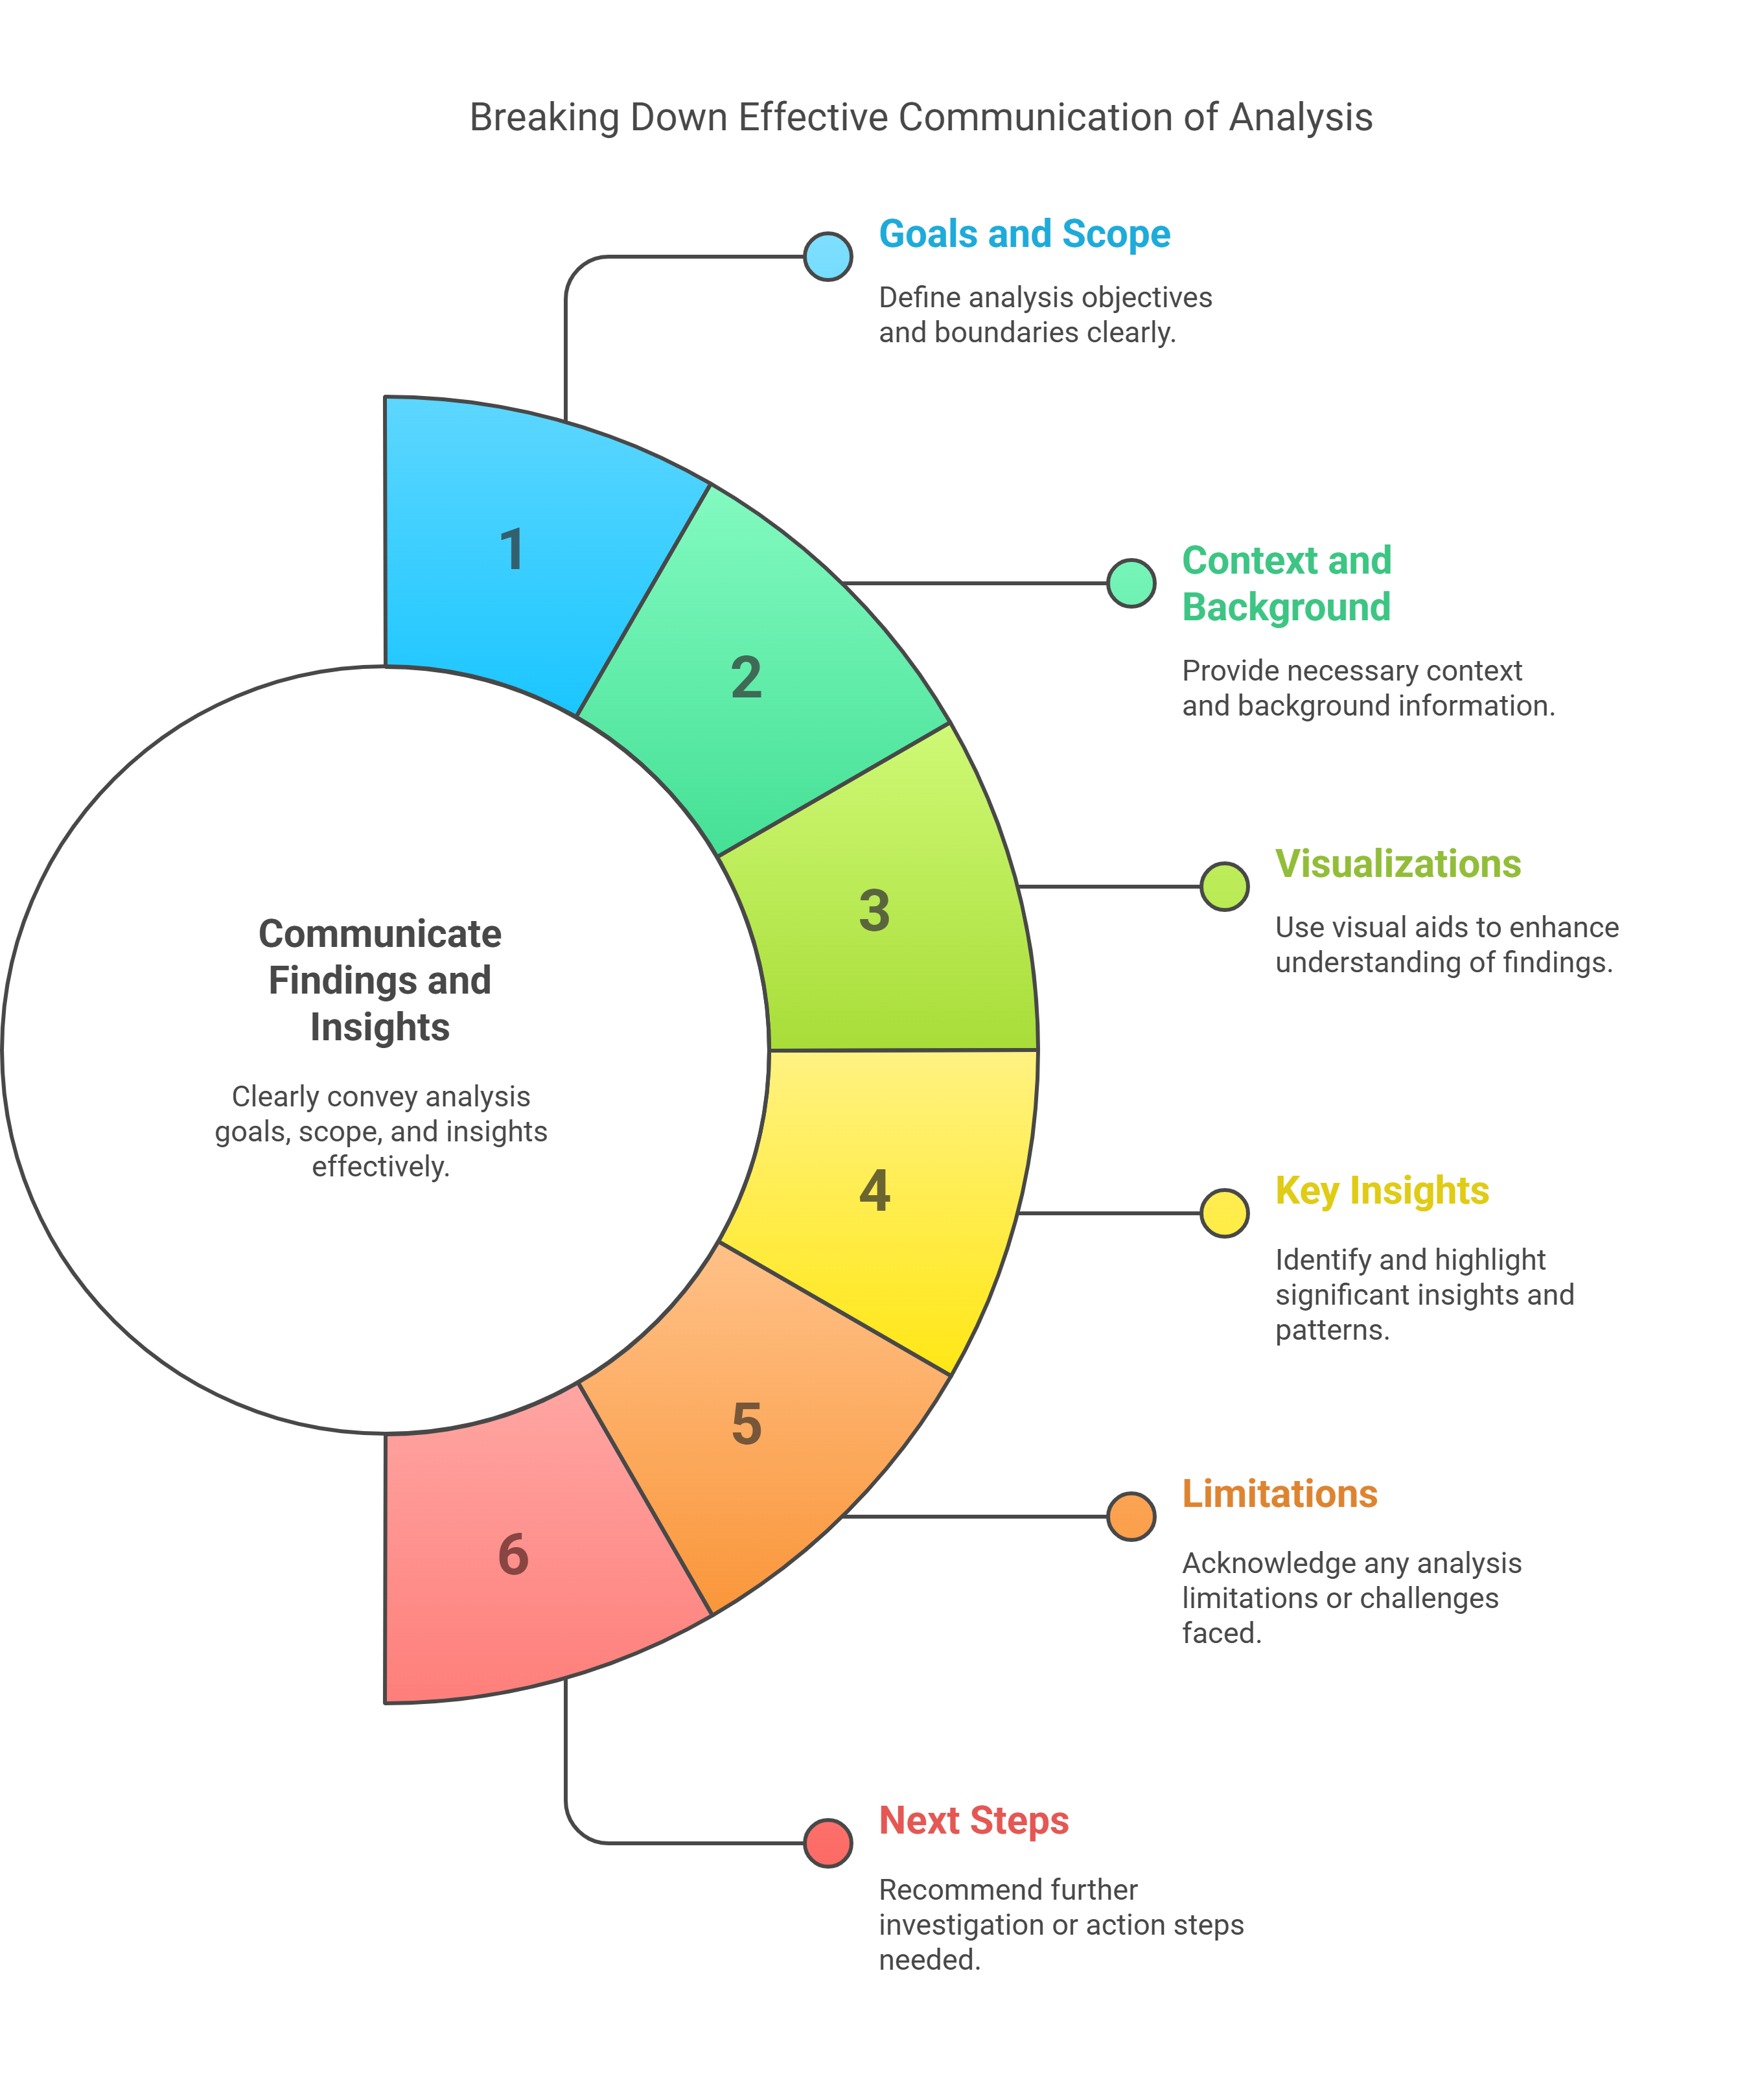 Breaking Down Effective Communication of Analysis
Goals and Scope
Define analysis objectives
and boundaries clearly.
1
Context and
Background
Provide necessary context
and background information.
2
Visualizations
Use visual aids to enhance
understanding of findings.
3
Communicate
Findings and
Insights
Clearly convey analysis
goals, scope, and insights
effectively.
4
Key Insights
Identify and highlight
significant insights and
patterns.
5
Limitations
Acknowledge any analysis
limitations or challenges
faced.
6
Next Steps
Recommend further
investigation or action steps
needed.